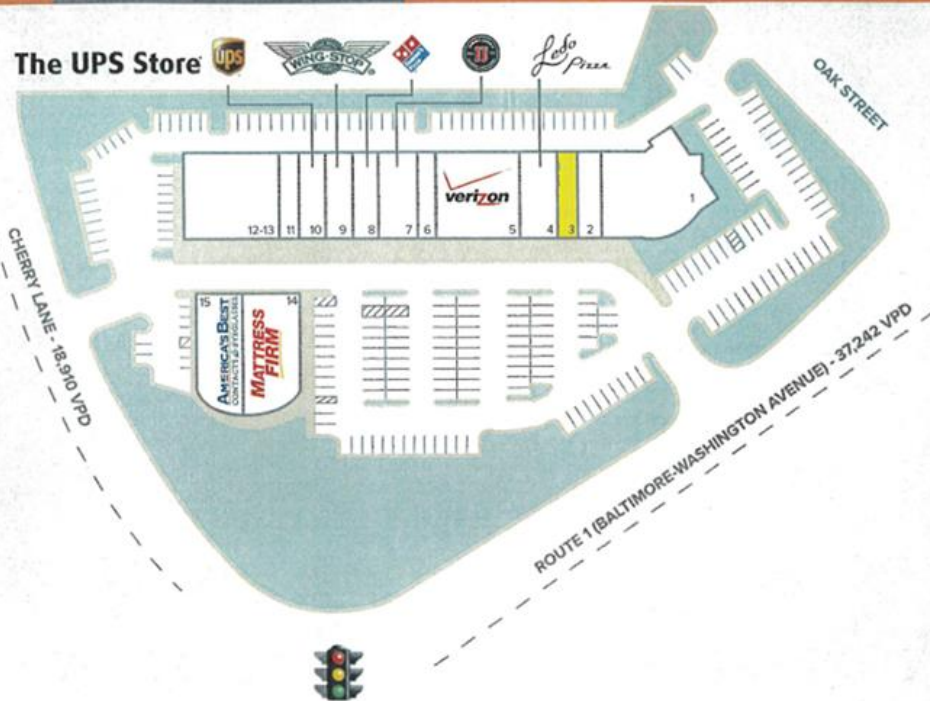 The UPS Store
ups
WING-STOP
JJ
Ledo
Pizza
OAK STREET
verizon
12-13
11
10
9
8
7
6
5
4
3
2
1
CHERRY LANE - 18,910 VPD
15
AMERICA'S BEST
CONTACTS & EYEGLASSES
14
MATTRESS
FIRM
ROUTE 1 (BALTIMORE-WASHINGTON AVENUE) - 37,242 VPD